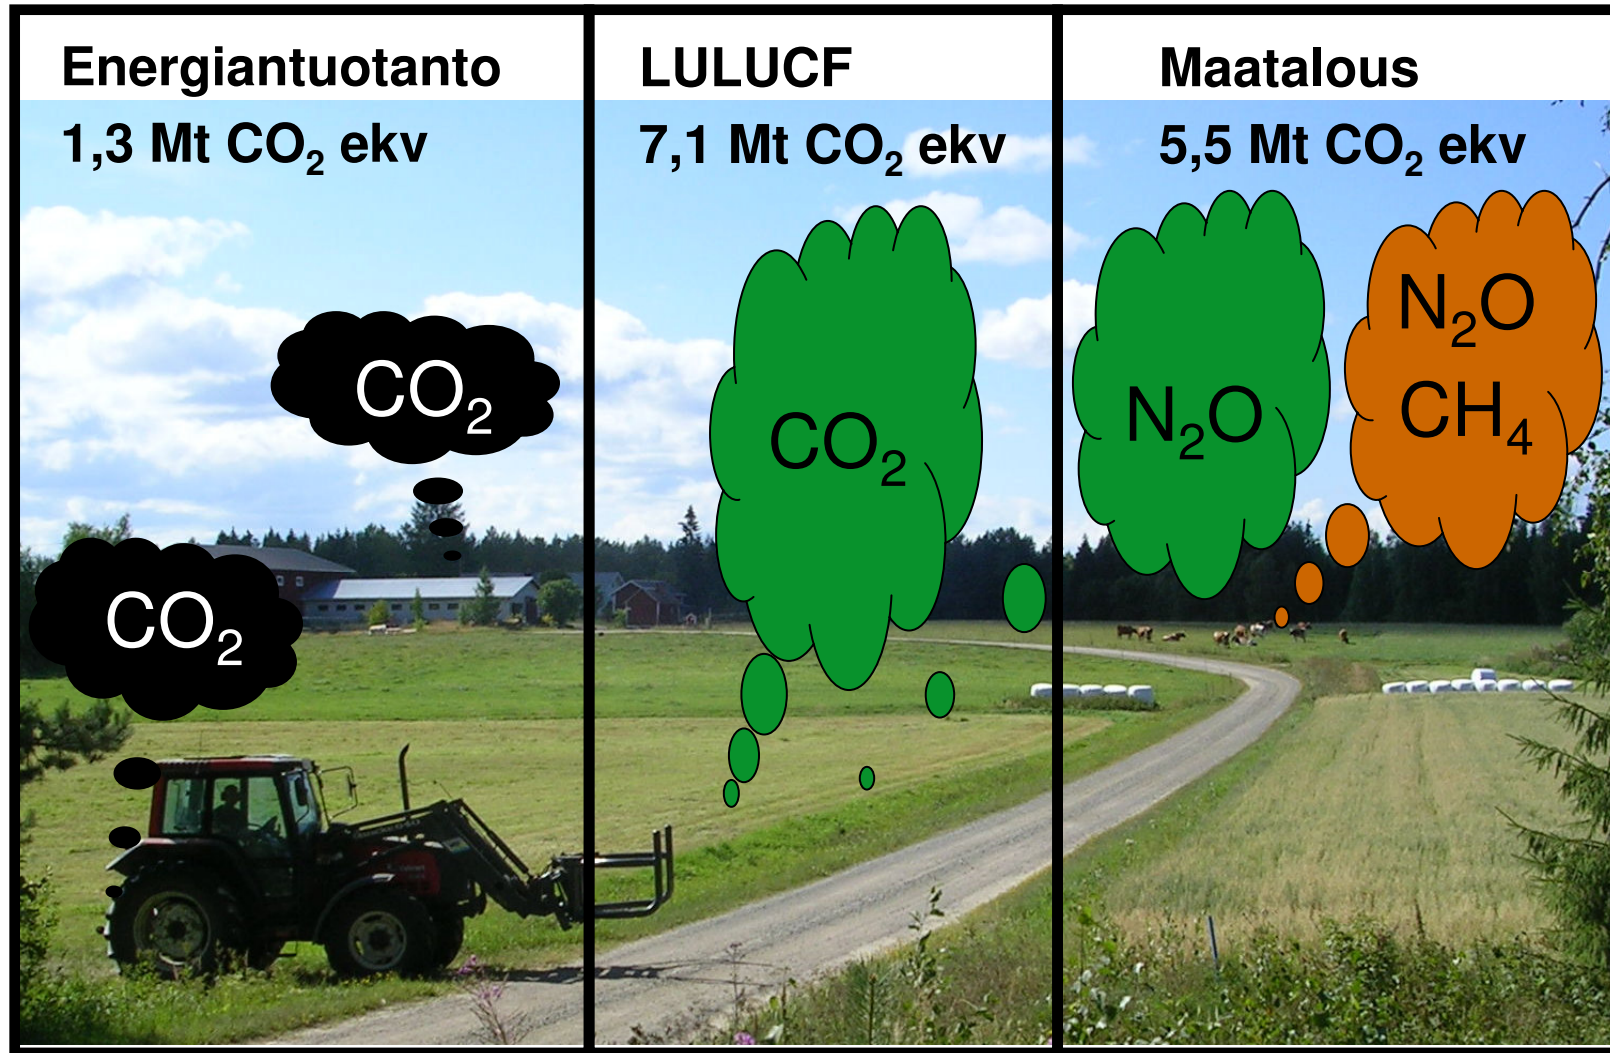 Energiantuotanto
1,3 Mt CO₂ ekv
CO₂
CO₂
LULUCF
7,1 Mt CO₂ ekv
CO₂
Maatalous
5,5 Mt CO₂ ekv
N₂O
N₂O
CH₄